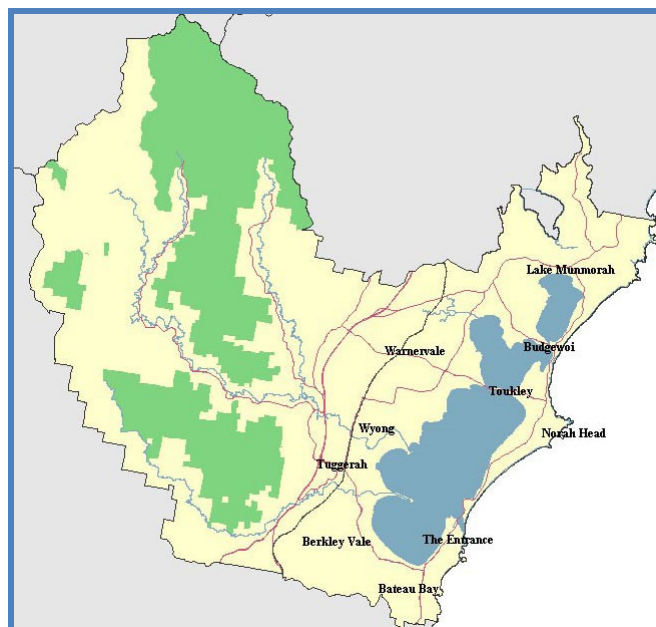 Lake Munmorah
Budgewoi
Warnervale
Toukley
Wyong
Norah Head
Tuggerah
Berkley Vale
The Entrance
Bateau Bay